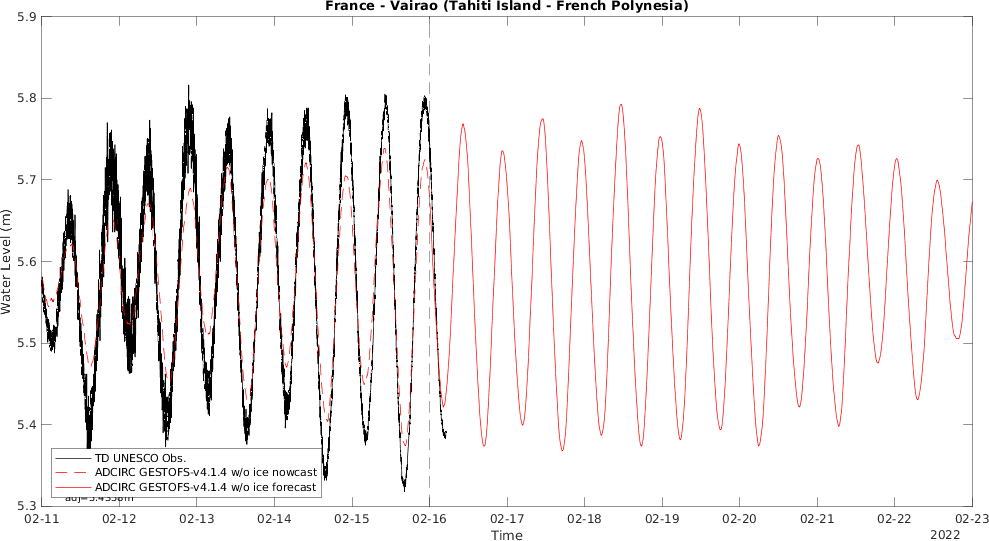 France - Vairao (Tahiti Island - French Polynesia)
5.9
5.8
5.7
5.6
5.5
5.4
5.3
Water Level (m)
TD UNESCO Obs.
ADCIRC GESTOFS-v4.1.4 w/o ice nowcast
ADCIRC GESTOFS-v4.1.4 w/o ice forecast
02-11 02-12 02-13 02-14 02-15 02-16 02-17 02-18 02-19 02-20 02-21 02-22 02-23
Time
2022